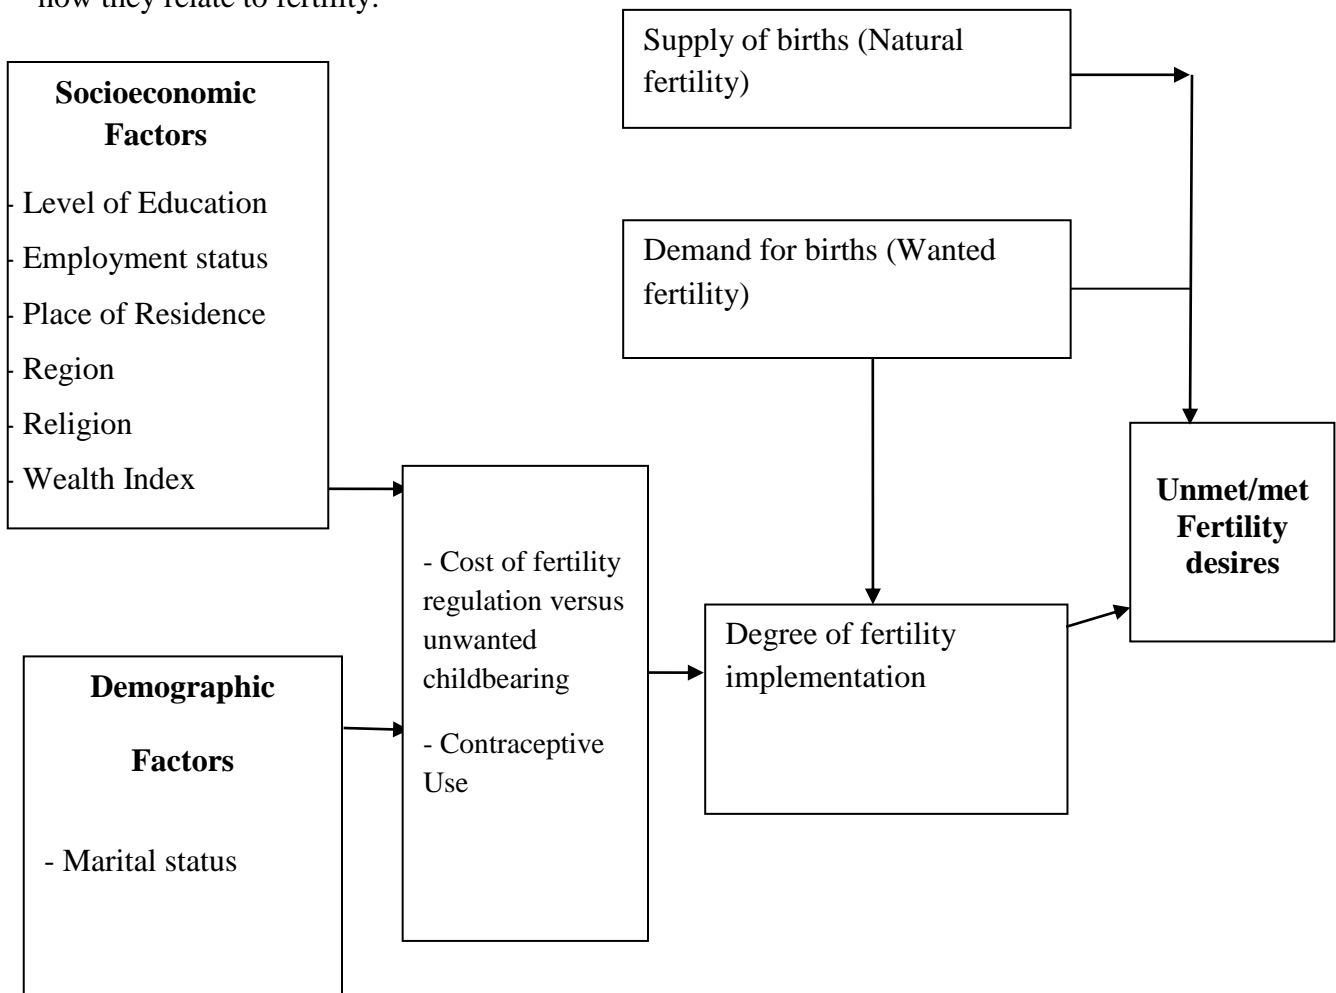 how they relate to fertility.
Supply of births (Natural
fertility)
Socioeconomic
Factors
- Level of Education
- Employment status
- Place of Residence
- Region
- Religion
- Wealth Index
Demand for births (Wanted
fertility)
Unmet/met
Fertility
desires
- Cost of fertility
regulation versus
unwanted
childbearing
- Contraceptive
Use
Degree of fertility
implementation
Demographic
Factors
- Marital status